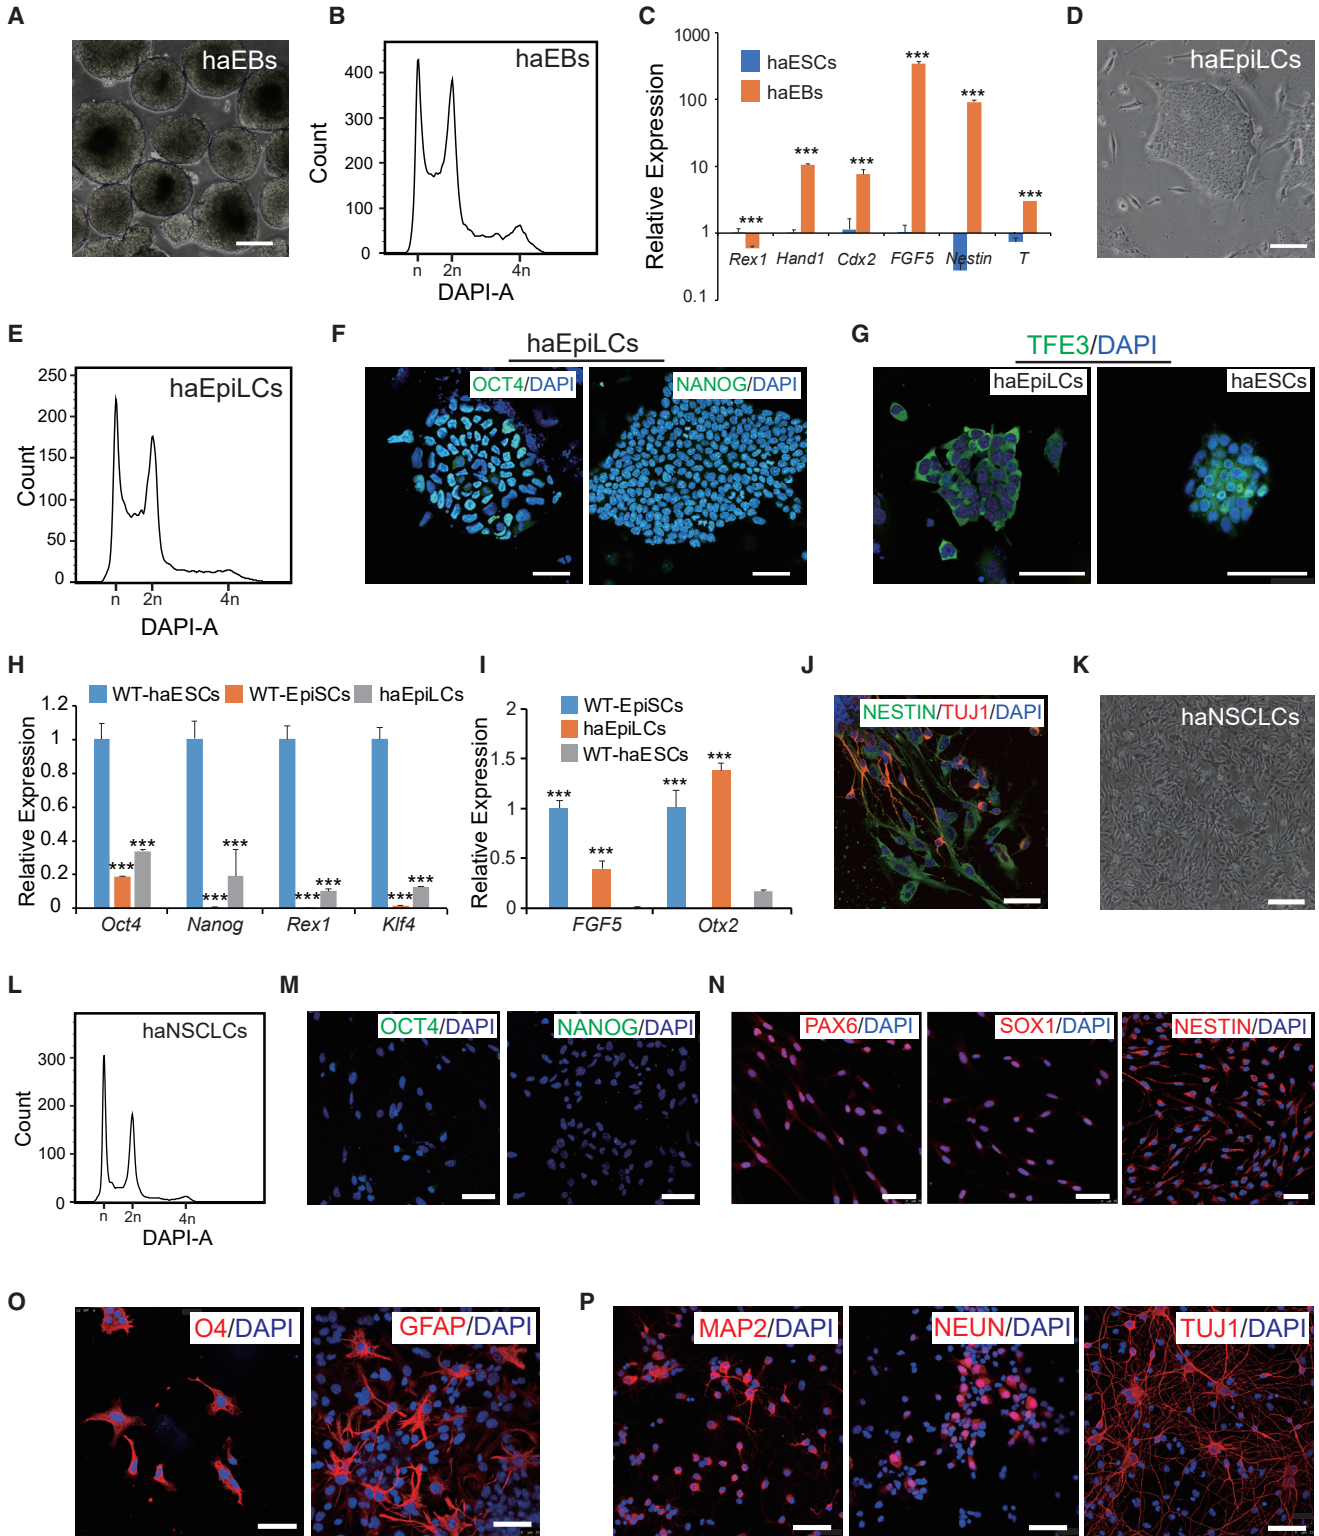 A
haEBs
B
haEBs
400
300
200
100
0
Count
n 2n 4n
DAPI-A
C
Relative Expression
1000
100
10
1
0.1
haESCs
haEBs
*** *** *** *** *** ***
Rex1 Hand1 Cdx2 FGF5 Nestin T
D
haEpiLCs
E
haEpiLCs
250
200
150
100
50
0
Count
n 2n 4n
DAPI-A
F
haEpiLCs
OCT4/DAPI
NANOG/DAPI
G
TFE3/DAPI
haEpiLCs
haESCs
H
WT-haESCs WT-EpiSCs haEpiLCs
Relative Expression
1.2
1
0.8
0.6
0.4
0.2
0
*** *** *** *** *** *** *** ***
Oct4 Nanog Rex1 Klf4
I
WT-EpiSCs
haEpiLCs
WT-haESCs
Relative Expression
2
1.5
1
0.5
0
*** *** *** ***
FGF5 Otx2
J
NESTIN/TUJ1/DAPI
K
haNSCLCs
L
haNSCLCs
300
200
100
0
Count
n 2n 4n
DAPI-A
M
OCT4/DAPI
NANOG/DAPI
N
PAX6/DAPI
SOX1/DAPI
NESTIN/DAPI
O
O4/DAPI
GFAP/DAPI
P
MAP2/DAPI
NEUN/DAPI
TUJ1/DAPI